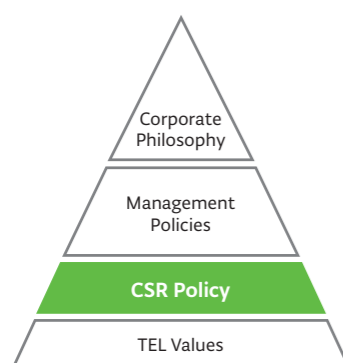 Corporate
Philosophy
Management
Policies
CSR Policy
TEL Values